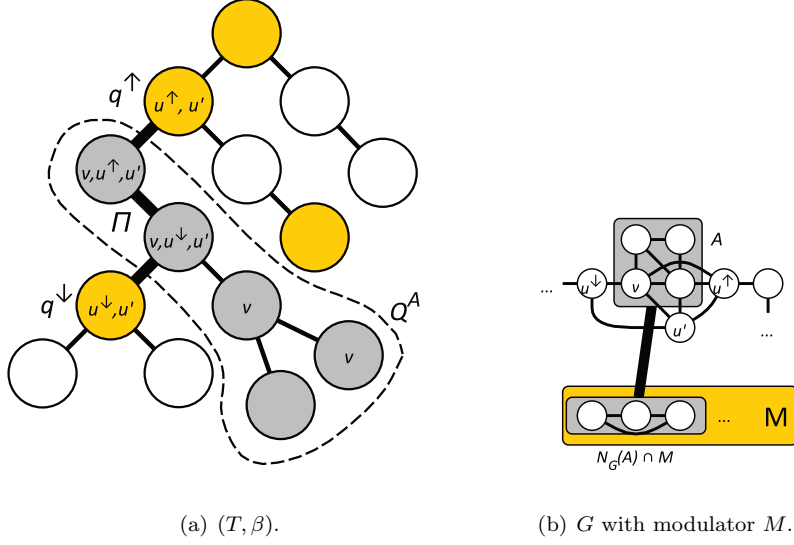 q↑
u↑, u'
v,u↑,u'
Π
v,u↓,u'
q↓
u↓,u'
v
Q^A
v
A
... u↓ v u↑
u'
...
... M
N_G(A) ∩ M
(a) (T, β).
(b) G with modulator M.